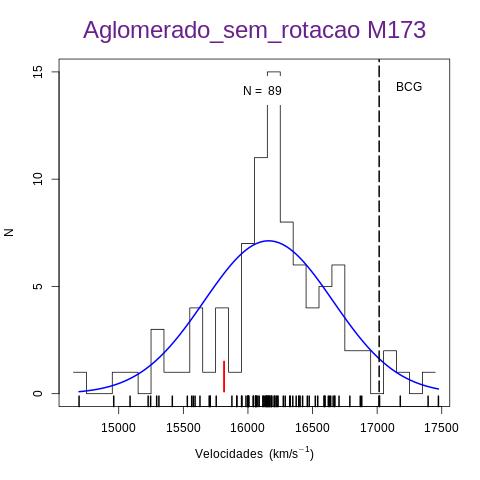 Aglomerado_sem_rotacao M173
N = 89
BCG
15
10
5
0
N
15000 15500 16000 16500 17000 17500
Velocidades (km/s⁻¹)